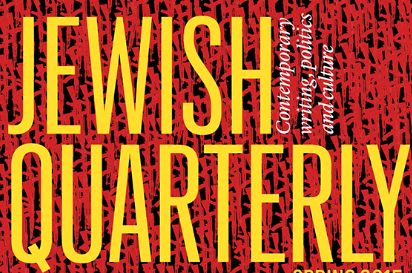 JEWISH
Contemporary
writing, politics
and culture
QUARTERLY